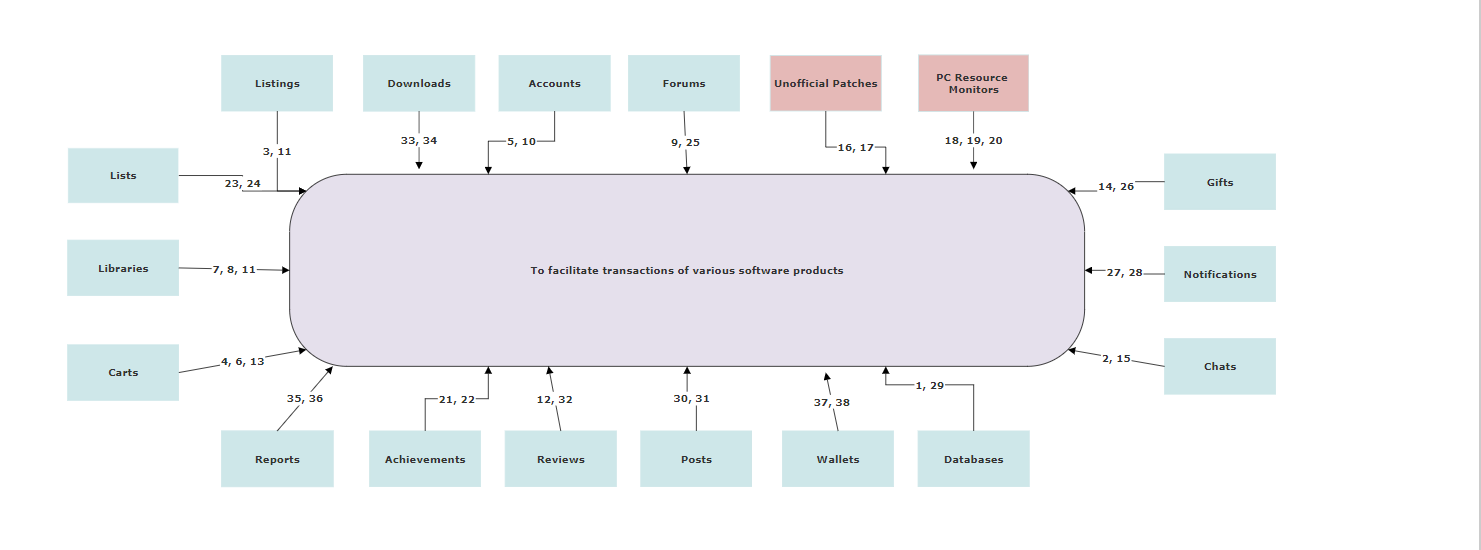 Listings
Downloads
Accounts
Forums
Unofficial Patches
PC Resource
Monitors
33, 34
5, 10
9, 25
16, 17
18, 19, 20
3, 11
Lists
23, 24
14, 26
Gifts
Libraries
7, 8, 11
To facilitate transactions of various software products
27, 28
Notifications
Carts
4, 6, 13
2, 15
Chats
35, 36
21, 22
12, 32
30, 31
37, 38
1, 29
Reports
Achievements
Reviews
Posts
Wallets
Databases